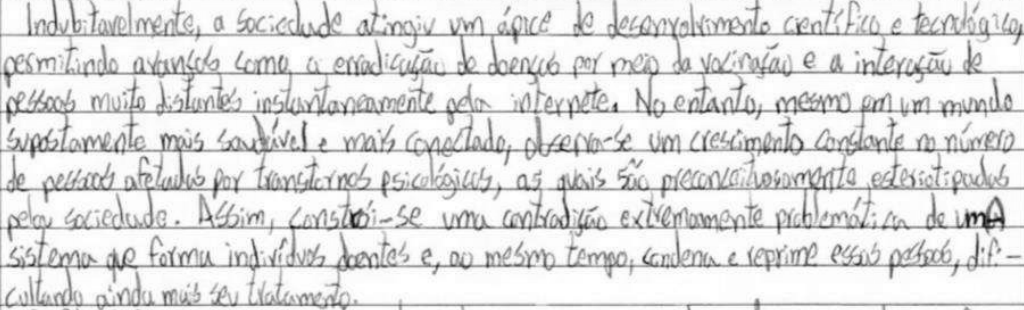 Indubitavelmente, a sociedade atingiu um ápice de desenvolvimento científico e tecnológico,
permitindo avanços como a erradicação de doenças por meio da vacinação e a interação de
pessoas muito distantes instantaneamente pela internete. No entanto, mesmo em um mundo
supostamente mais saudável e mais conectado, observa-se um crescimento constante no número
de pessoas afetadas por transtornos psicológicos, as quais são preconceituosamente esteriotipadas
pela sociedade. Assim, constrói-se uma contradição extremamente problemática de um
sistema que forma indivíduos doentes e, ao mesmo tempo, condena e reprime essas pessoas, difi-
cultando ainda mais seu tratamento.